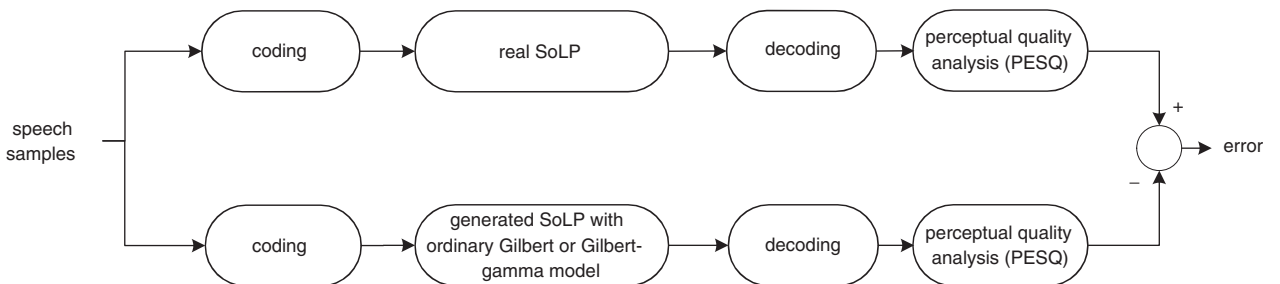 coding
real SoLP
decoding
perceptual quality
analysis (PESQ)
+
speech
samples
error
–
coding
generated SoLP with
ordinary Gilbert or Gilbert-
gamma model
decoding
perceptual quality
analysis (PESQ)